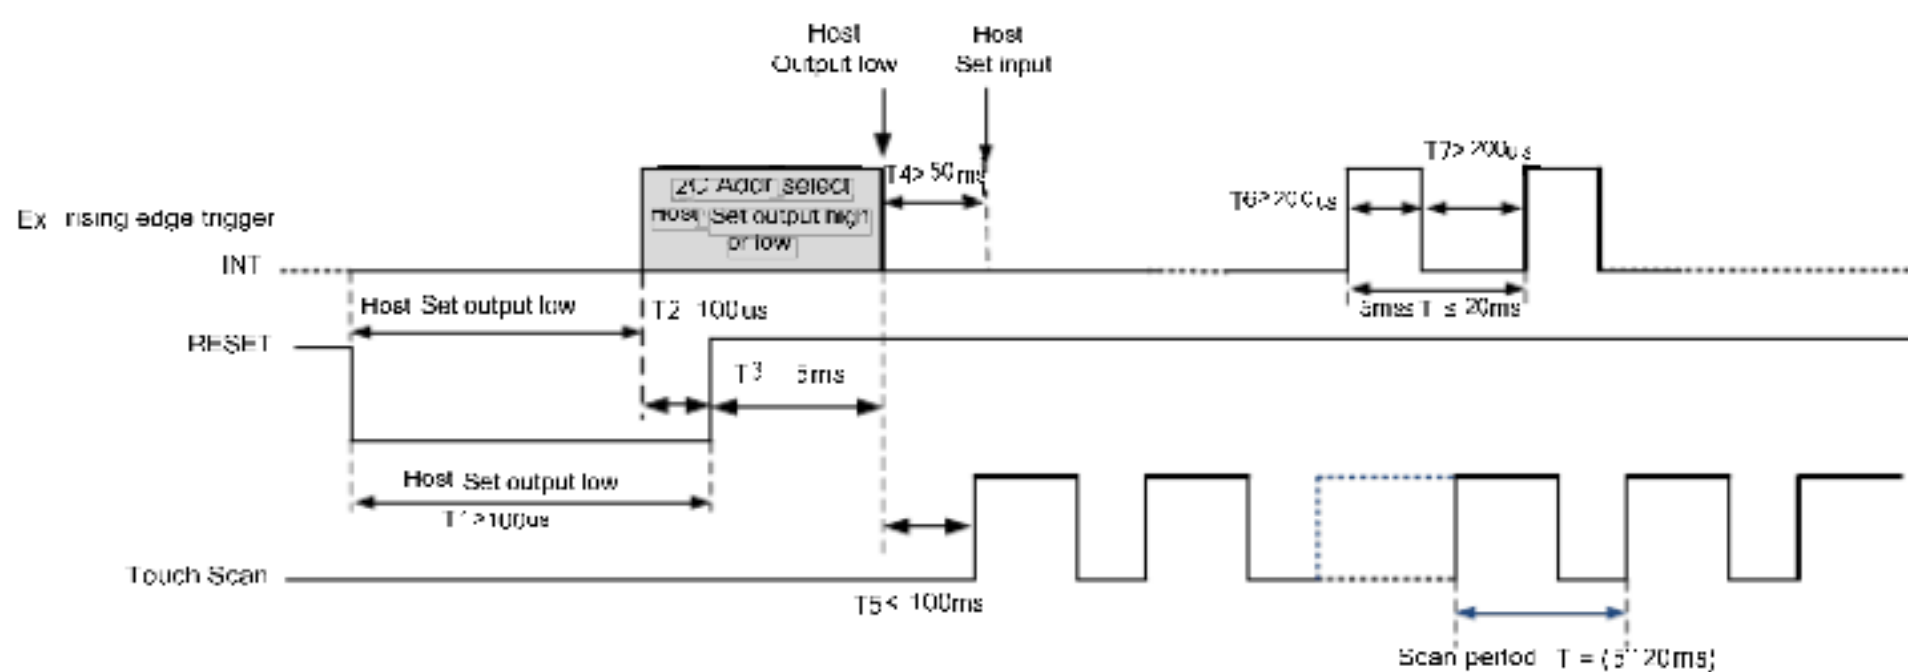 Host
Output low
Host
Set input
T4> 50ms
T7> 200us
T6>200us
2C Addr select
Host Set output high
or low
Ex rising edge trigger
INT
Host Set output low
T2 100us
5ms≤ T ≤ 20ms
RESET
T3 5ms
Host Set output low
T1>100us
Touch Scan
T5< 100ms
Scan period T = (5 20ms)